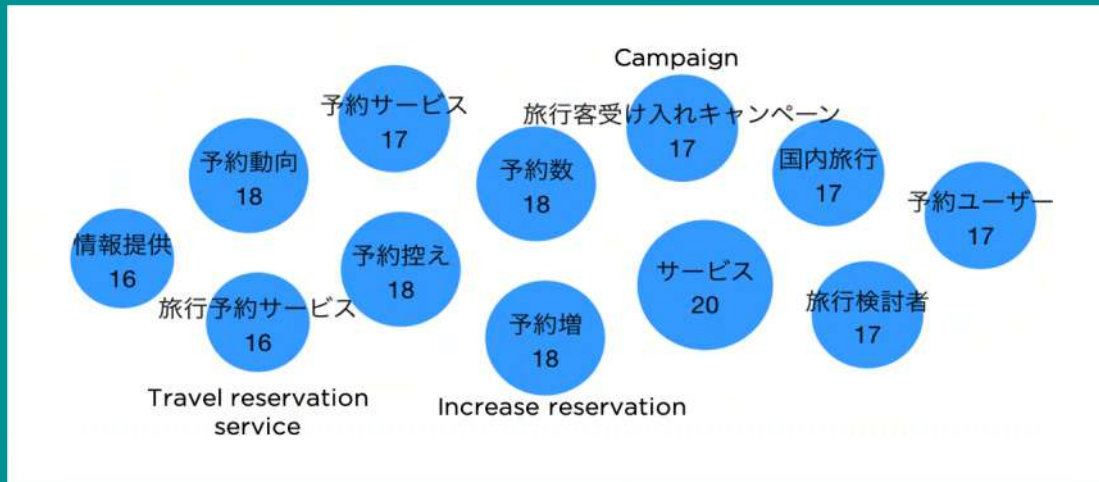 Campaign
予約サービス
17
旅行客受け入れキャンペーン
17
予約動向
18
予約数
18
国内旅行
17
予約ユーザー
17
情報提供
16
予約控え
18
サービス
20
旅行予約サービス
16
予約増
18
旅行検討者
17
Travel reservation
service
Increase reservation